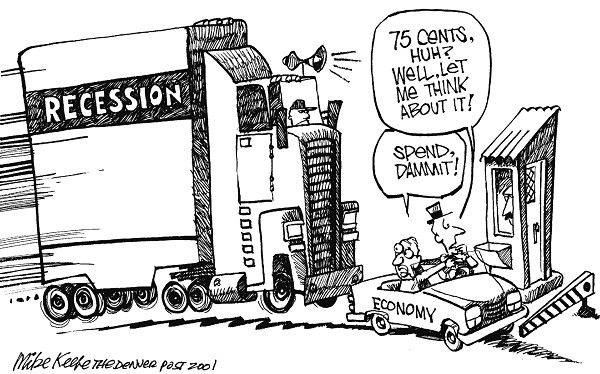 75 CENTS,
HUH?
WELL, LET
ME THINK
ABOUT IT!
SPEND,
DAMMIT!
RECESSION
ECONOMY
Mike Keefe THE DENVER POST 2001